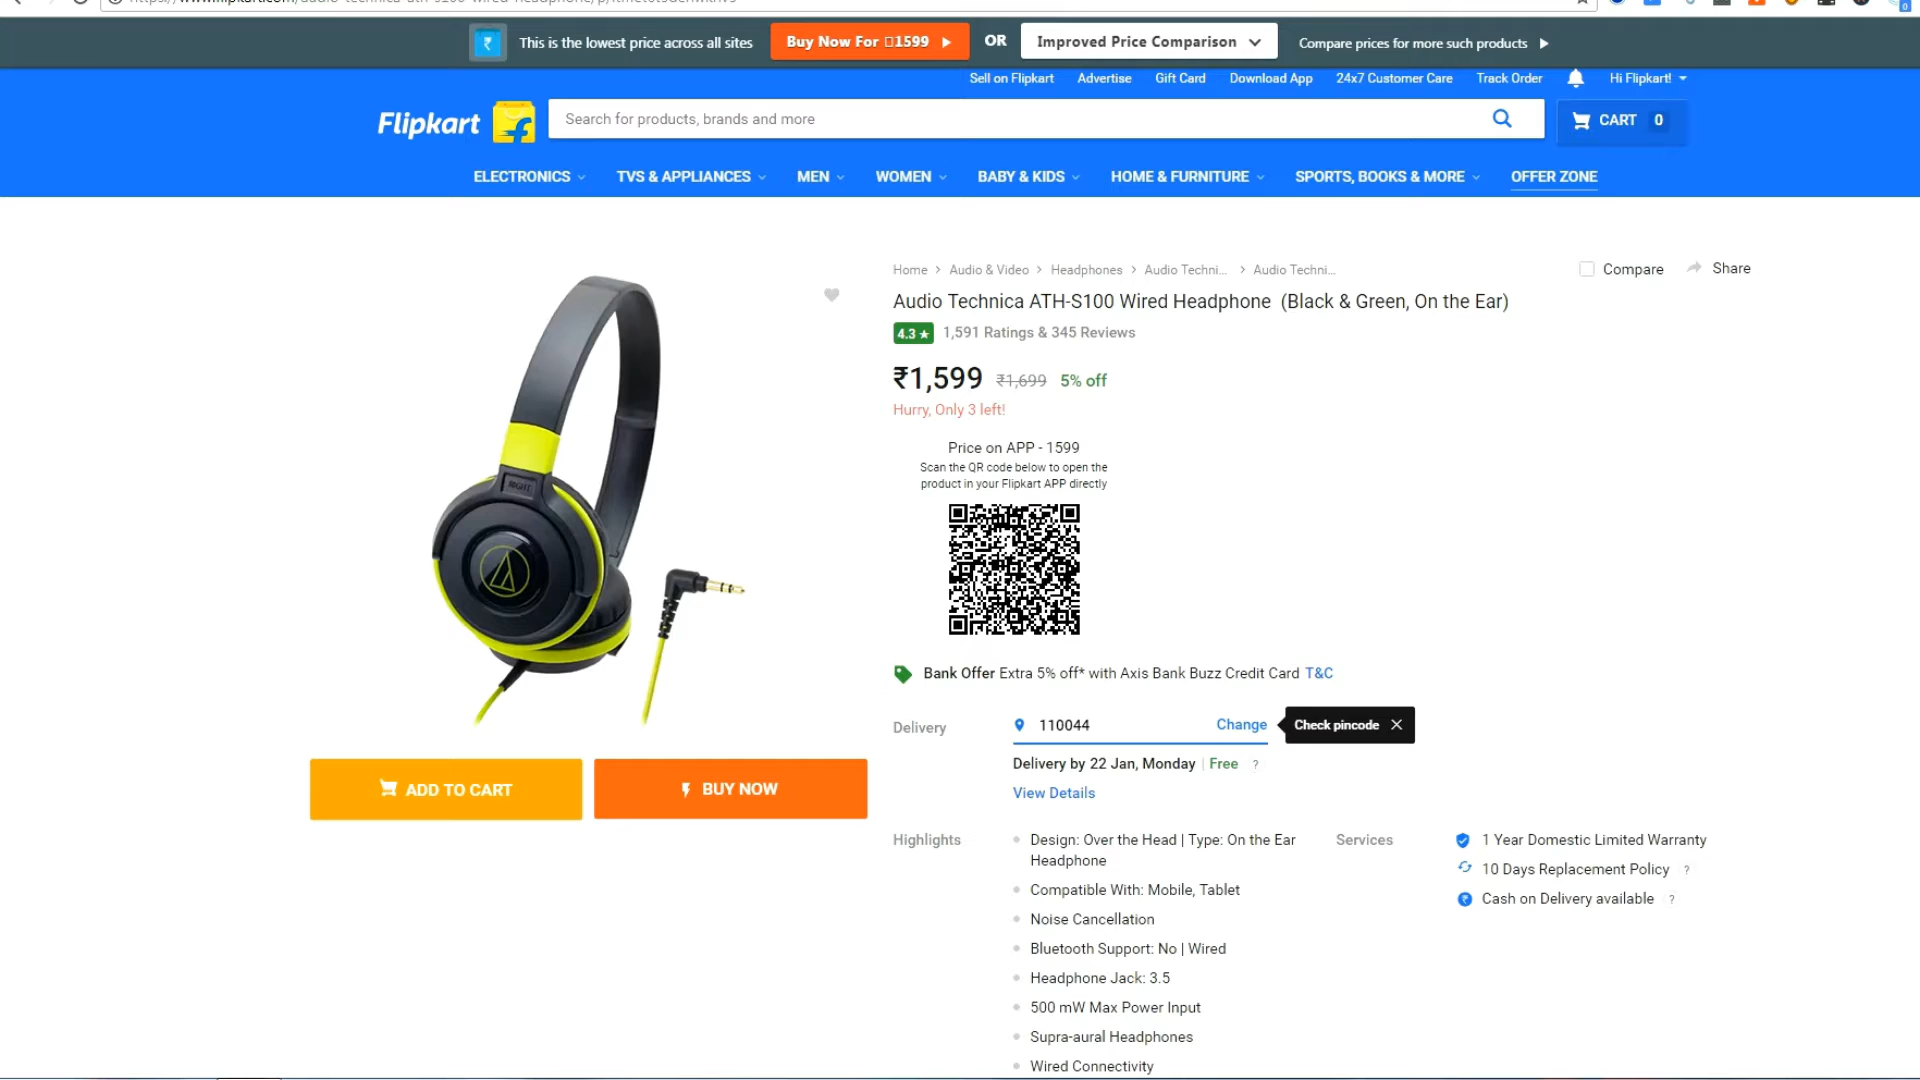 This is the lowest price across all sites
Buy Now For ▯1599
OR
Improved Price Comparison
Compare prices for more such products
Sell on Flipkart
Advertise
Gift Card
Download App
24x7 Customer Care
Track Order
Hi Flipkart!
Flipkart
Search for products, brands and more
CART 0
ELECTRONICS
TVS & APPLIANCES
MEN
WOMEN
BABY & KIDS
HOME & FURNITURE
SPORTS, BOOKS & MORE
OFFER ZONE
Home > Audio & Video > Headphones > Audio Techni... > Audio Techni...
Compare
Share
Audio Technica ATH-S100 Wired Headphone (Black & Green, On the Ear)
4.3 ★ 1,591 Ratings & 345 Reviews
₹1,599 ₹1,699 5% off
Hurry, Only 3 left!
Price on APP - 1599
Scan the QR code below to open the
product in your Flipkart APP directly
RIGHT
Bank Offer Extra 5% off* with Axis Bank Buzz Credit Card T&C
Delivery
110044
Change
Check pincode
Delivery by 22 Jan, Monday | Free ?
View Details
ADD TO CART
BUY NOW
Highlights
Design: Over the Head | Type: On the Ear
Headphone
Compatible With: Mobile, Tablet
Noise Cancellation
Bluetooth Support: No | Wired
Headphone Jack: 3.5
500 mW Max Power Input
Supra-aural Headphones
Wired Connectivity
Services
1 Year Domestic Limited Warranty
10 Days Replacement Policy ?
Cash on Delivery available ?